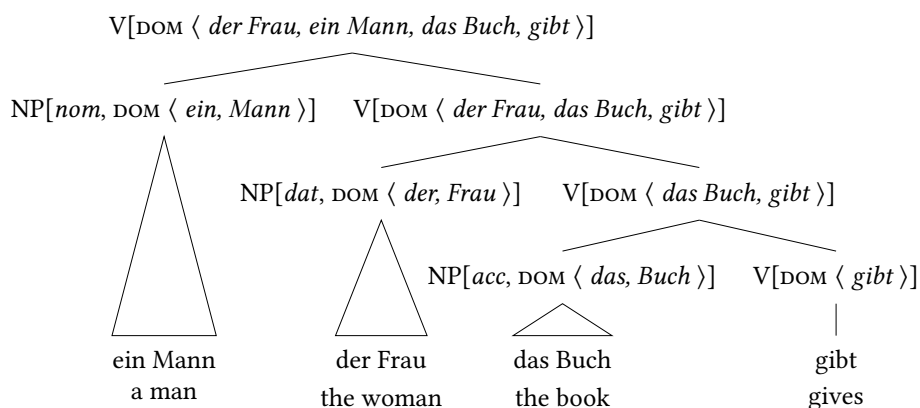 V[DOM ⟨ der Frau, ein Mann, das Buch, gibt ⟩]
NP[nom, DOM ⟨ ein, Mann ⟩] V[DOM ⟨ der Frau, das Buch, gibt ⟩]
NP[dat, DOM ⟨ der, Frau ⟩] V[DOM ⟨ das Buch, gibt ⟩]
NP[acc, DOM ⟨ das, Buch ⟩] V[DOM ⟨ gibt ⟩]
ein Mann der Frau das Buch gibt
a man the woman the book gives